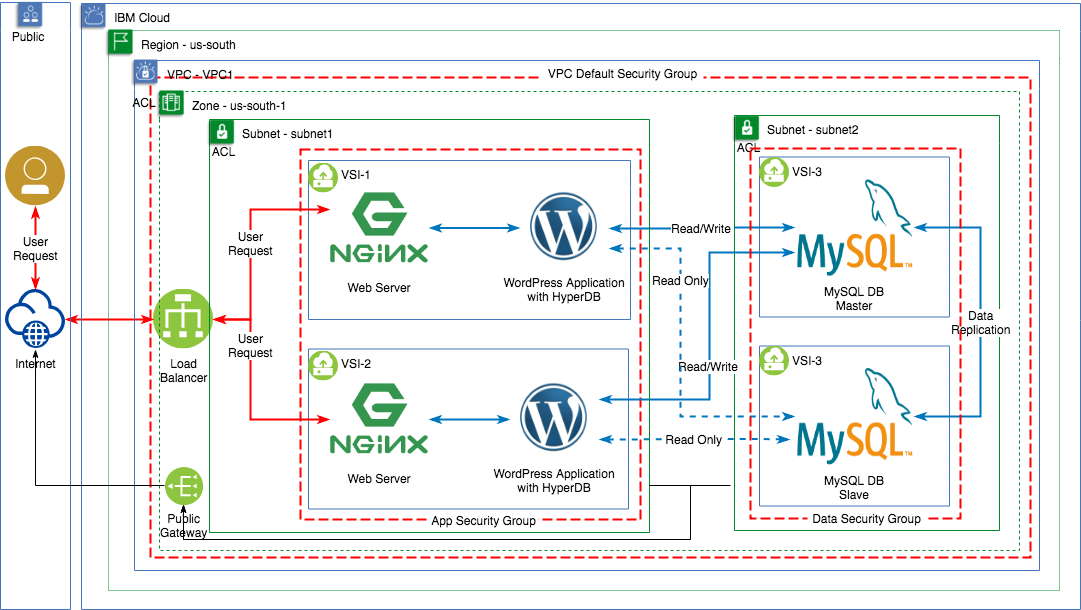 Public
IBM Cloud
Region - us-south
VPC - VPC1
VPC Default Security Group
ACL
Zone - us-south-1
Subnet - subnet1
ACL
Subnet - subnet2
ACL
VSI-1
NGINX
Web Server
WordPress Application
with HyperDB
VSI-3
MySQL™
MySQL DB
Master
User
Request
User
Request
Read/Write
Read Only
Data
Replication
Internet
Load
Balancer
User
Request
VSI-2
NGINX
Web Server
WordPress Application
with HyperDB
Read/Write
Read Only
VSI-3
MySQL™
MySQL DB
Slave
Public
Gateway
App Security Group
Data Security Group